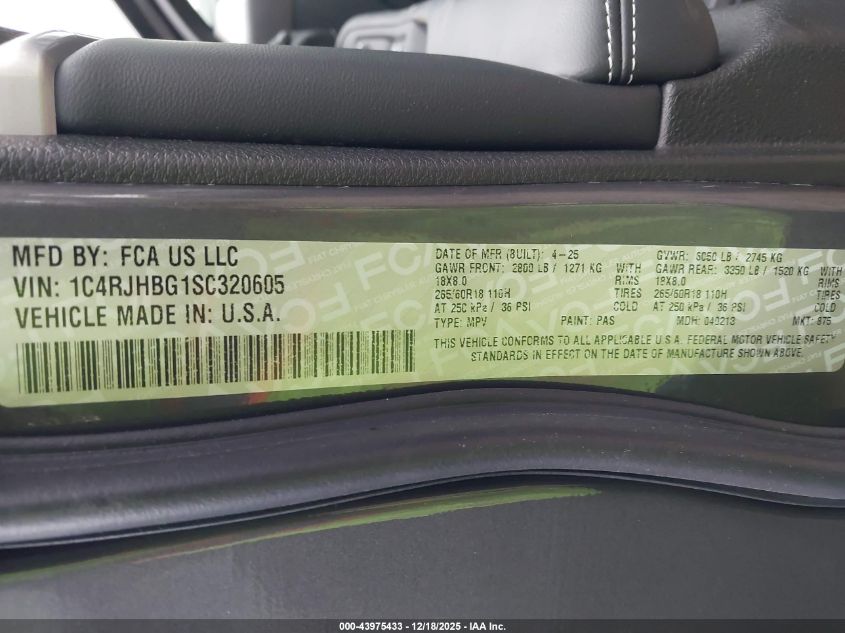 MFD BY: FCA US LLC
VIN: 1C4RJHBG1SC320605
VEHICLE MADE IN: U.S.A.
DATE OF MFR (BUILT): 4-25 GVWR: 6050 LB / 2745 KG
GAWR FRONT: 2800 LB / 1271 KG WITH GAWR REAR: 3350 LB / 1520 KG WITH
18X8.0 RIMS 18X8.0 RIMS
265/60R18 110H TIRES 265/60R18 110H TIRES
AT 250 kPa / 36 PSI COLD AT 250 kPa / 36 PSI COLD
TYPE: MPV PAINT: PAS MDH: 040213 MKT: 875
THIS VEHICLE CONFORMS TO ALL APPLICABLE U.S.A. FEDERAL MOTOR VEHICLE SAFETY
STANDARDS IN EFFECT ON THE DATE OF MANUFACTURE SHOWN ABOVE.
000-43975433 - 12/18/2025 - IAA Inc.